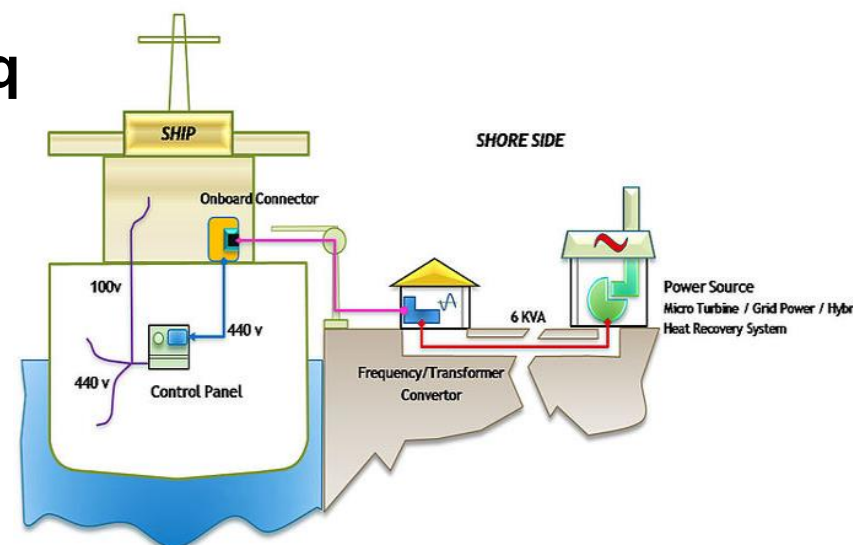 q
SHIP
SHORE SIDE
Onboard Connector
100v
Power Source
Micro Turbine / Grid Power / Hybr
Heat Recovery System
6 KVA
440 v
440 v
Control Panel
Frequency/Transformer
Convertor